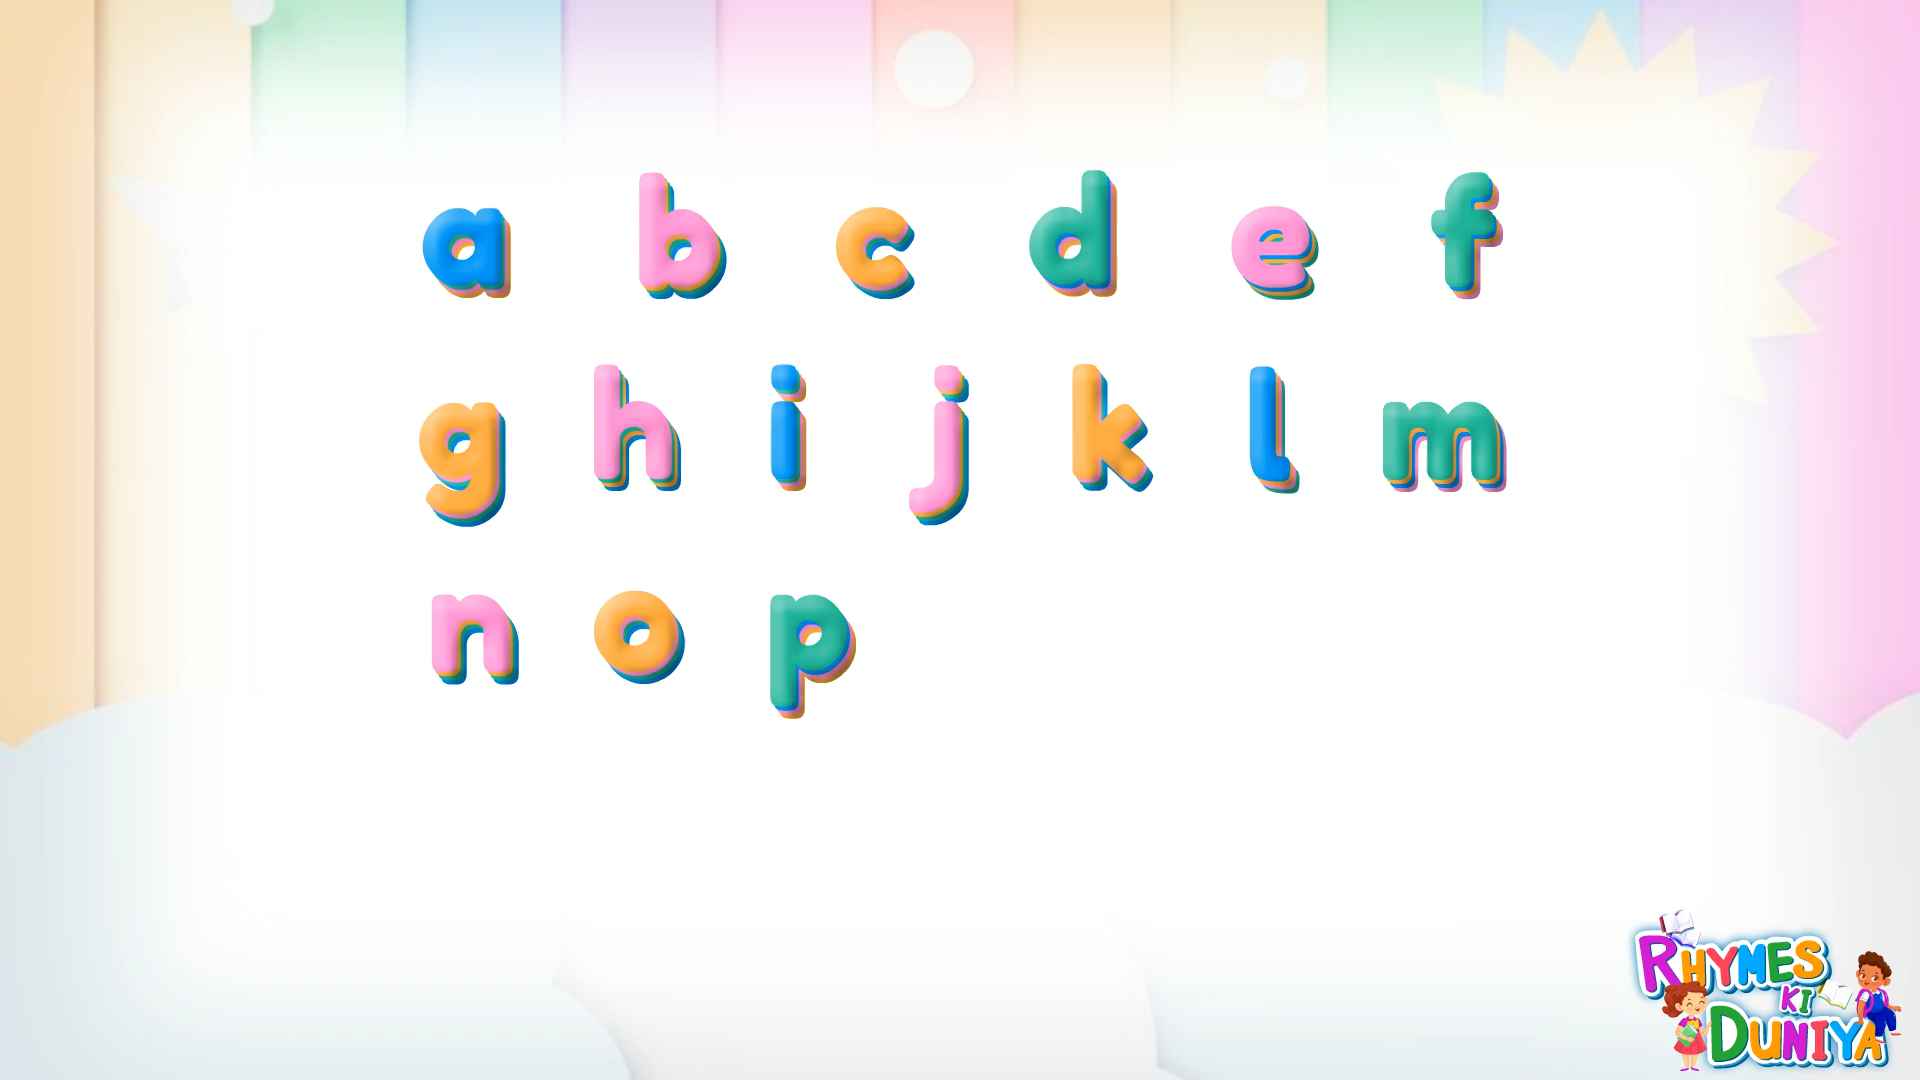 a b c d e f
g h i j k l m
n o p
RHYMES
KI
DUNIYA